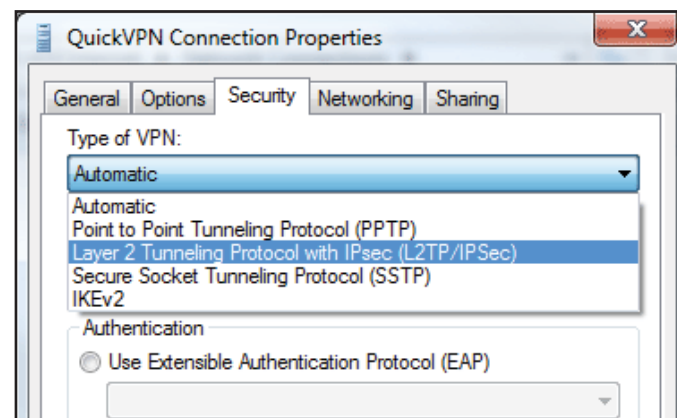 QuickVPN Connection Properties
General Options Security Networking Sharing
Type of VPN:
Automatic
Automatic
Point to Point Tunneling Protocol (PPTP)
Layer 2 Tunneling Protocol with IPsec (L2TP/IPSec)
Secure Socket Tunneling Protocol (SSTP)
IKEv2
Authentication
Use Extensible Authentication Protocol (EAP)